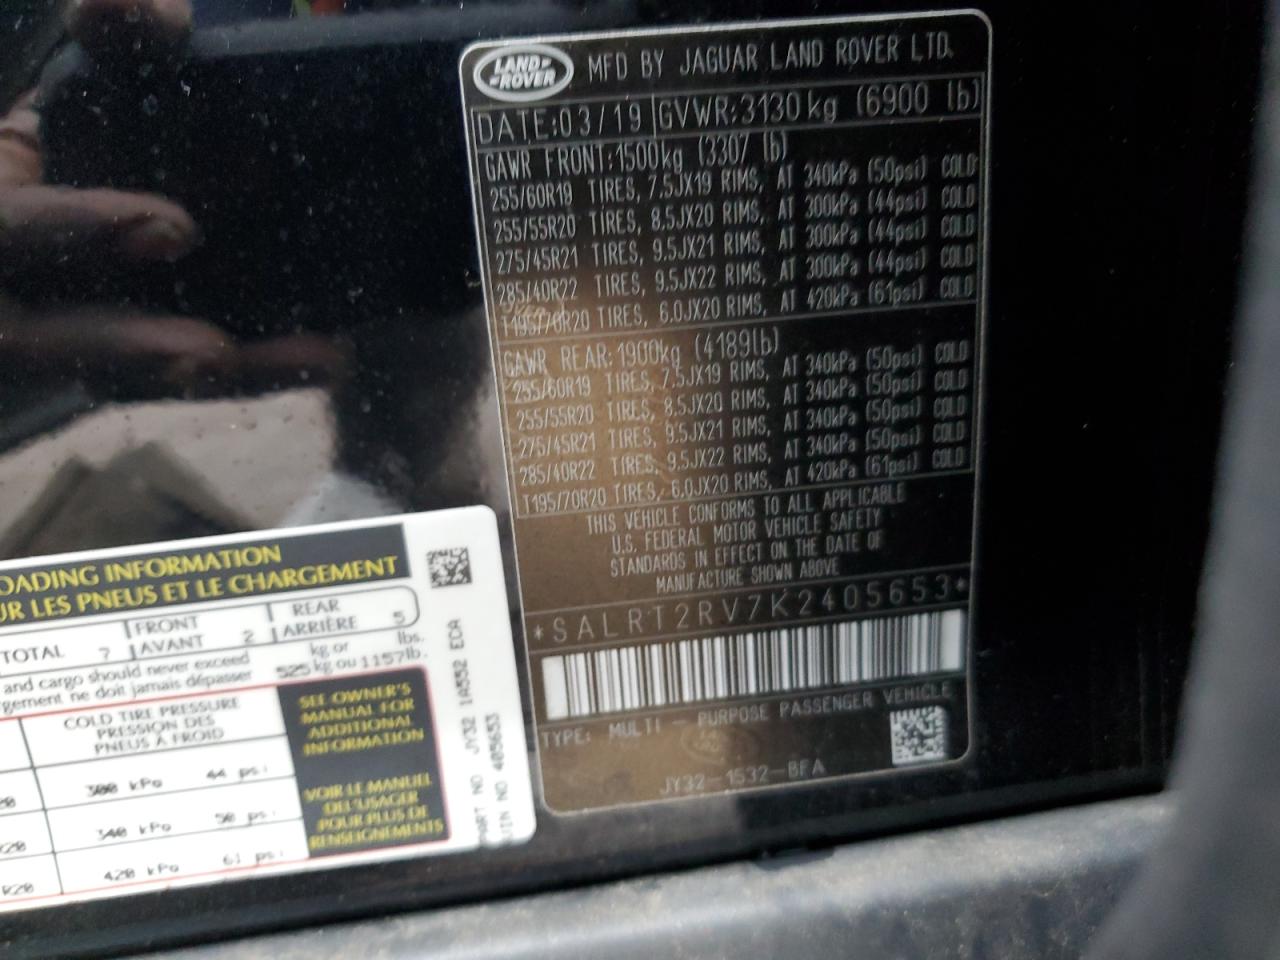 LAND ROVER
MFD BY JAGUAR LAND ROVER LTD.
DATE:03/19 GVWR:3130kg (6900 lb)
GAWR FRONT:1500kg (3307 lb)
255/60R19 TIRES, 7.5JX19 RIMS, AT 340kPa (50psi) COLD
255/55R20 TIRES, 8.5JX20 RIMS, AT 300kPa (44psi) COLD
275/45R21 TIRES, 9.5JX21 RIMS, AT 300kPa (44psi) COLD
285/40R22 TIRES, 9.5JX22 RIMS, AT 300kPa (44psi) COLD
T195/70R20 TIRES, 6.0JX20 RIMS, AT 420kPa (61psi) COLD
GAWR REAR:1900kg (4189lb)
255/60R19 TIRES, 7.5JX19 RIMS, AT 340kPa (50psi) COLD
255/55R20 TIRES, 8.5JX20 RIMS, AT 340kPa (50psi) COLD
275/45R21 TIRES, 9.5JX21 RIMS, AT 340kPa (50psi) COLD
285/40R22 TIRES, 9.5JX22 RIMS, AT 340kPa (50psi) COLD
T195/70R20 TIRES, 6.0JX20 RIMS, AT 420kPa (61psi) COLD
THIS VEHICLE CONFORMS TO ALL APPLICABLE
U.S. FEDERAL MOTOR VEHICLE SAFETY
STANDARDS IN EFFECT ON THE DATE OF
MANUFACTURE SHOWN ABOVE
*SALRT2RV7K2405653*
TYPE: MULTI - PURPOSE PASSENGER VEHICLE
JY32-1532-BFA
OADING INFORMATION
UR LES PNEUS ET LE CHARGEMENT
TOTAL 7 FRONT AVANT 2 REAR ARRIÈRE 5
and cargo should never exceed
gement ne doit jamais dépasser
525 kg or kg ou 1157 lbs. lb.
COLD TIRE PRESSURE
PRESSION DES
PNEUS À FROID
300 kPa 44 psi
340 kPa 50 psi
R20 420 kPa 61 psi
SEE OWNER'S
MANUAL FOR
ADDITIONAL
INFORMATION
VOIR LE MANUEL
DE L'USAGER
POUR PLUS DE
RENSEIGNEMENTS
PART NO JY32 1A552 ECA
VIN NO 405653